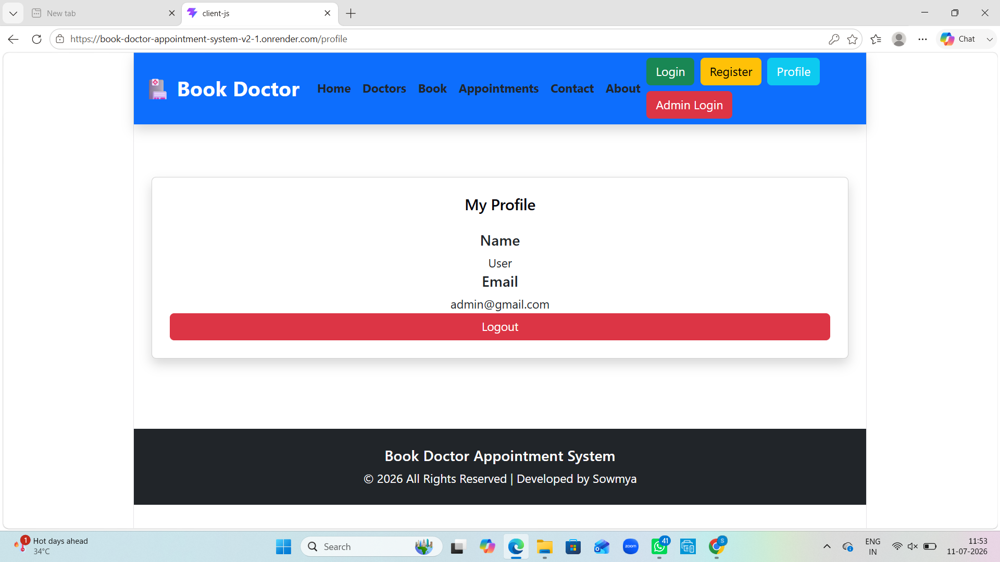 New tab
client-js
https://book-doctor-appointment-system-v2-1.onrender.com/profile
Chat
Book Doctor
Home
Doctors
Book
Appointments
Contact
About
Login
Register
Profile
Admin Login
My Profile
Name
User
Email
admin@gmail.com
Logout
Book Doctor Appointment System
© 2026 All Rights Reserved | Developed by Sowmya
1
Hot days ahead
34°C
Search
zoom
41
S
ENG
IN
11:53
11-07-2026